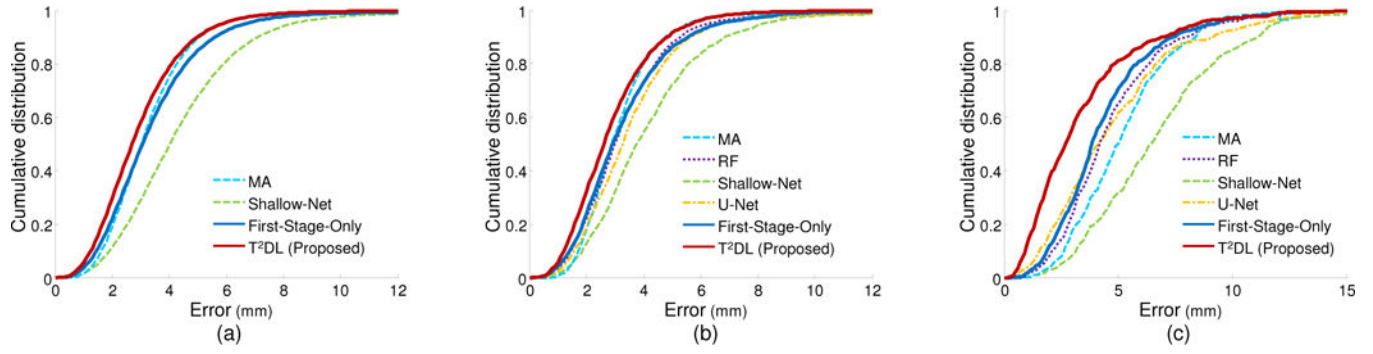 Cumulative distribution
1
0.8
0.6
0.4
0.2
0
MA
Shallow-Net
First-Stage-Only
T²DL (Proposed)
0 2 4 6 8 10 12
Error (mm)
(a)
Cumulative distribution
1
0.8
0.6
0.4
0.2
0
MA
RF
Shallow-Net
U-Net
First-Stage-Only
T²DL (Proposed)
0 2 4 6 8 10 12
Error (mm)
(b)
Cumulative distribution
1
0.8
0.6
0.4
0.2
0
MA
RF
Shallow-Net
U-Net
First-Stage-Only
T²DL (Proposed)
0 5 10 15
Error (mm)
(c)